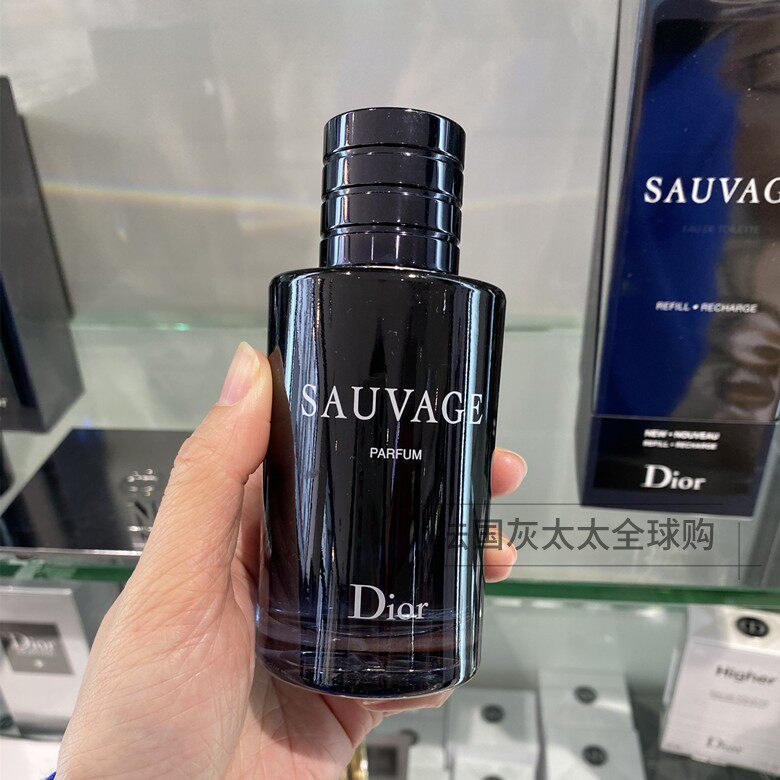 SAUVAGE
PARFUM
Dior
SAUVAG
EAU DE TOILETTE
REFILL • RECHARGE
NEW • NOUVEAU
REFILL • RECHARGE
Dior
国灰太太全球购
Dior
Higher
Dior